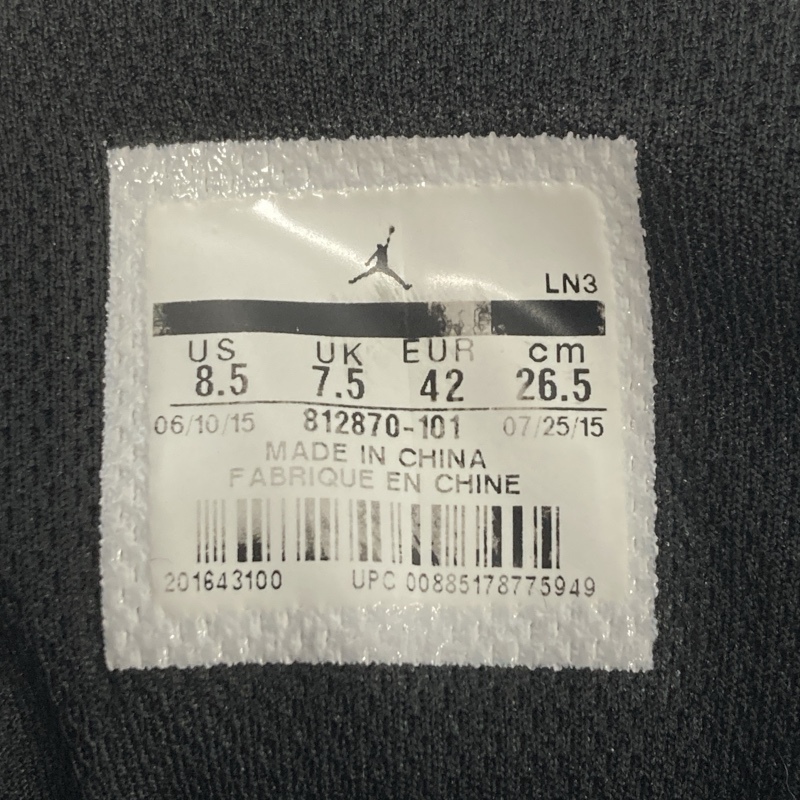 LN3
US UK EUR cm
8.5 7.5 42 26.5
06/10/15 812870-101 07/25/15
MADE IN CHINA
FABRIQUE EN CHINE
201643100 UPC 00885178775949